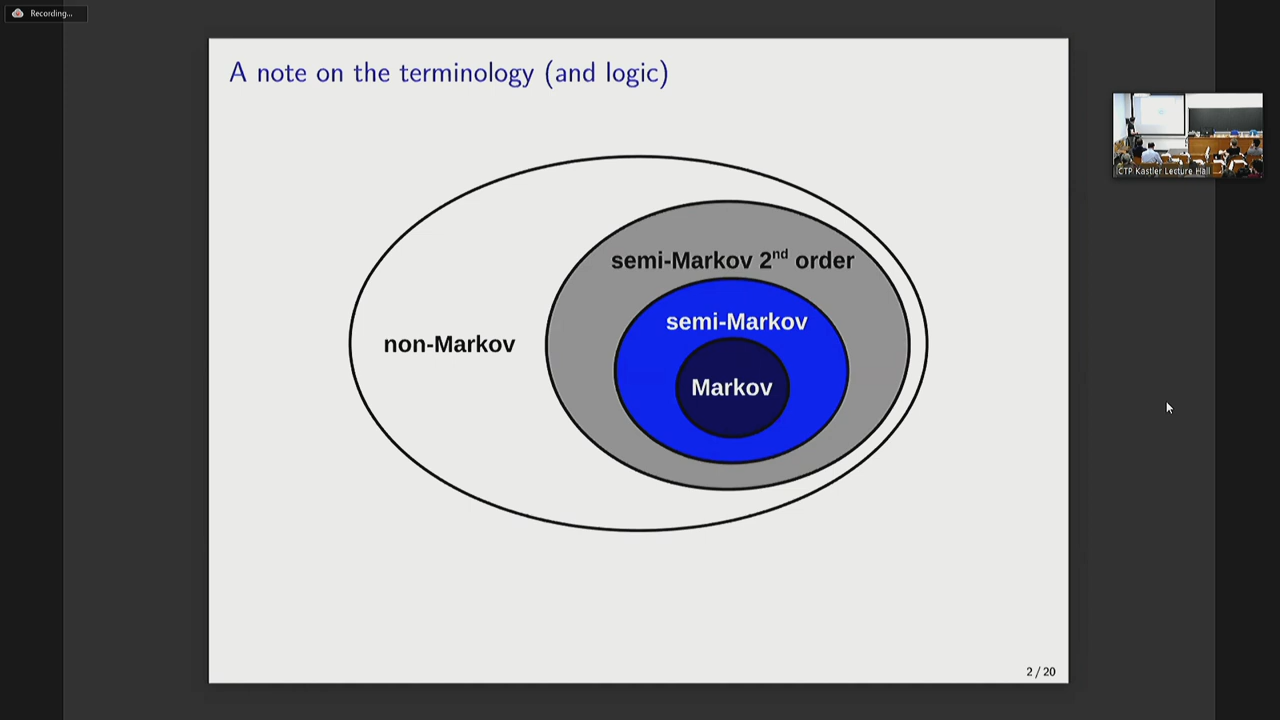 Recording...
A note on the terminology (and logic)
semi-Markov 2nd order
semi-Markov
non-Markov
Markov
CTP Kastler Lecture Hall
2 / 20